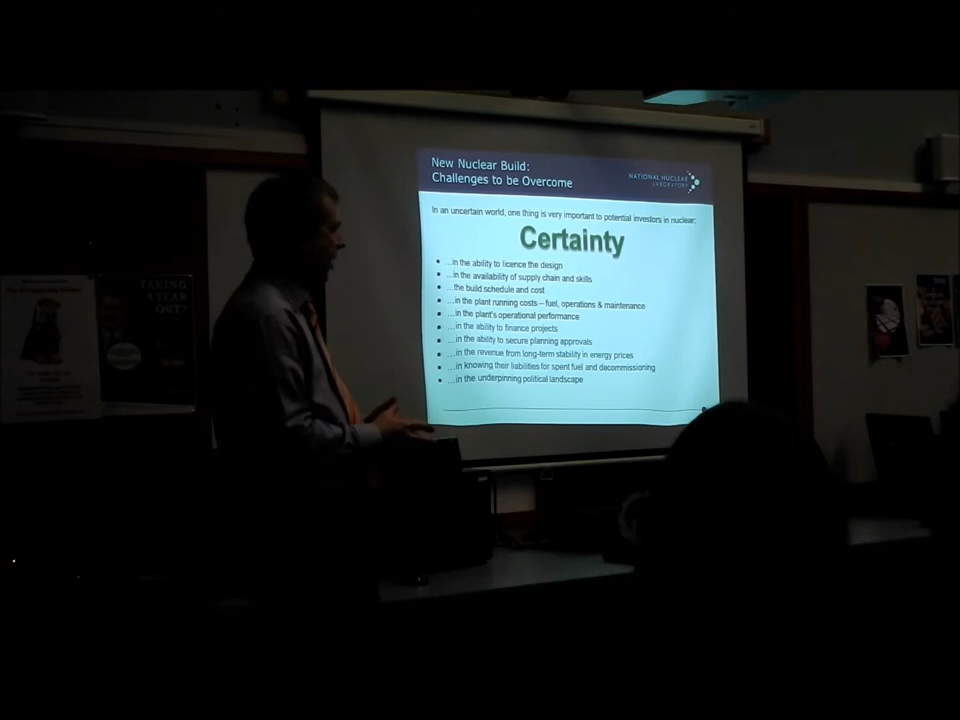 New Nuclear Build:
Challenges to be Overcome
NATIONAL NUCLEAR
LABORATORY
In an uncertain world, one thing is very important to potential investors in nuclear:
Certainty
• ...in the ability to licence the design
• ...in the availability of supply chain and skills
• ...the build schedule and cost
• ...in the plant running costs – fuel, operations & maintenance
• ...in the plant's operational performance
• ...in the ability to finance projects
• ...in the ability to secure planning approvals
• ...in the revenue from long-term stability in energy prices
• ...in knowing their liabilities for spent fuel and decommissioning
• ...in the underpinning political landscape
TAKING
A YEAR
OUT?